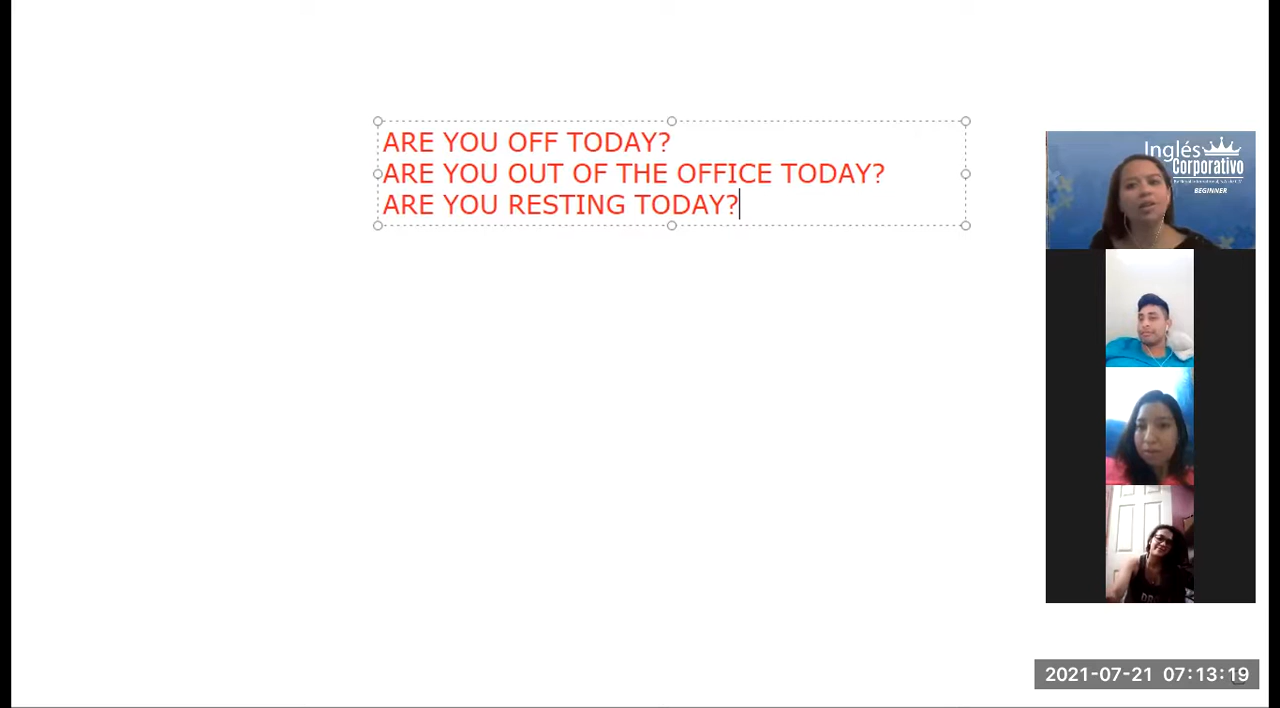 ARE YOU OFF TODAY?
ARE YOU OUT OF THE OFFICE TODAY?
ARE YOU RESTING TODAY?
Inglés
Corporativo
BEGINNER
2021-07-21 07:13:19